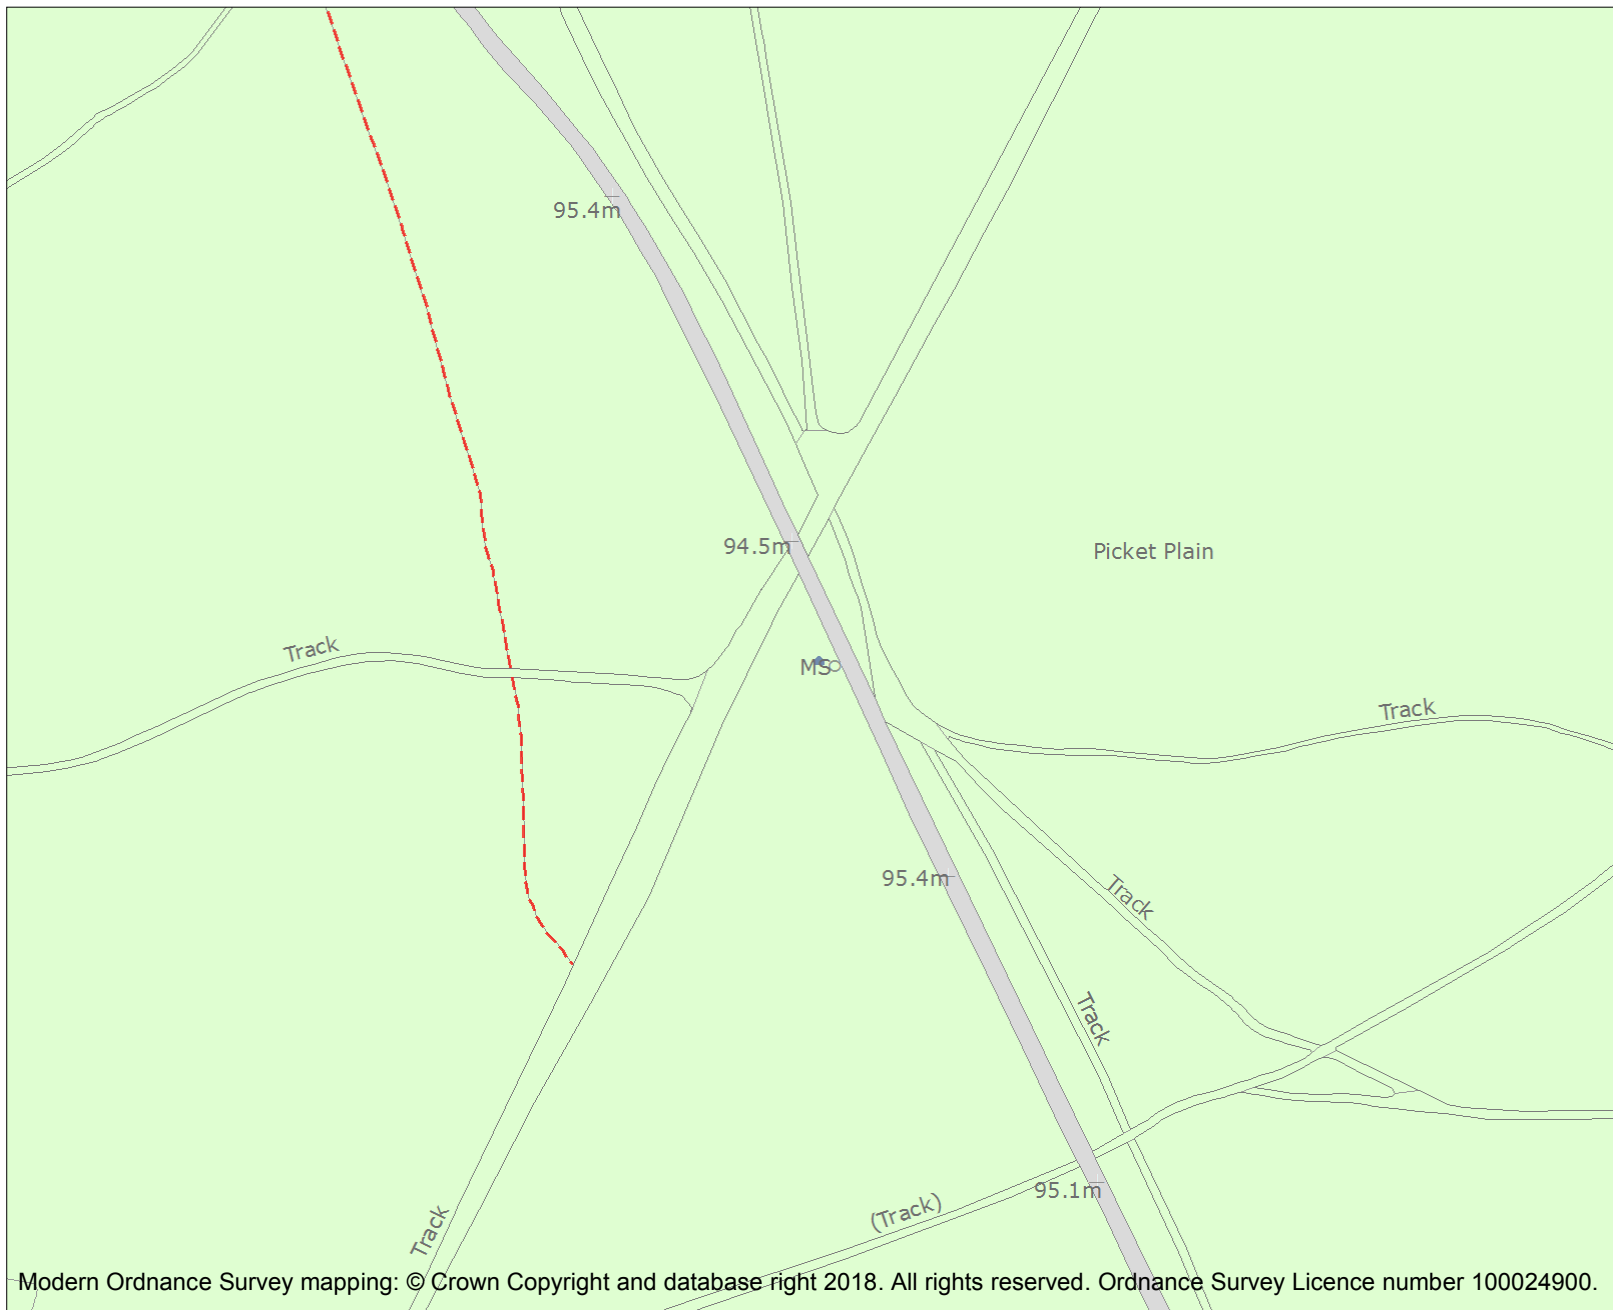 95.4m
94.5m
Picket Plain
Track
MS
Track
95.4m
Track
Track
95.1m
(Track)
Track
Modern Ordnance Survey mapping: © Crown Copyright and database right 2018. All rights reserved. Ordnance Survey Licence number 100024900.